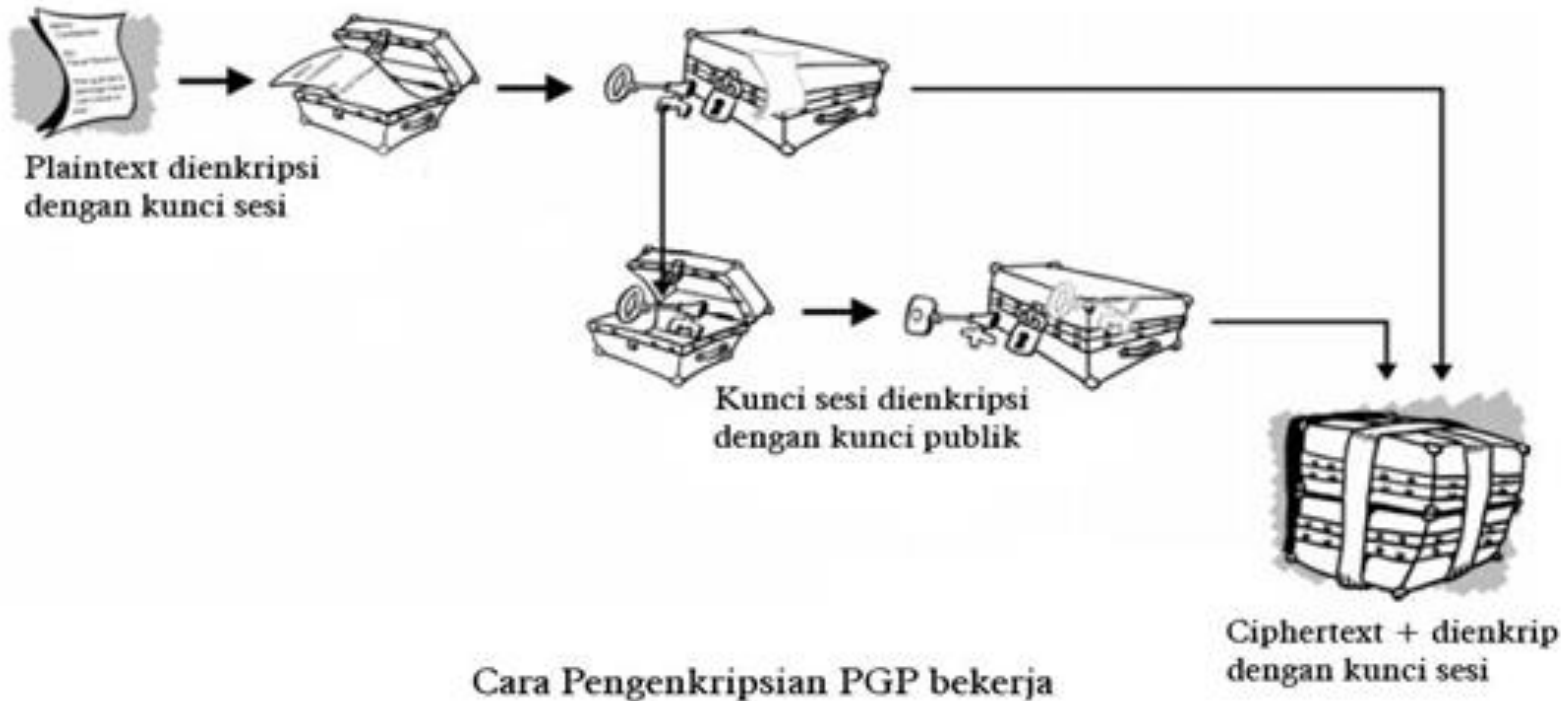 Plaintext dienkripsi
dengan kunci sesi
Kunci sesi dienkripsi
dengan kunci publik
Ciphertext + dienkrip
dengan kunci sesi
Cara Pengenkripsian PGP bekerja